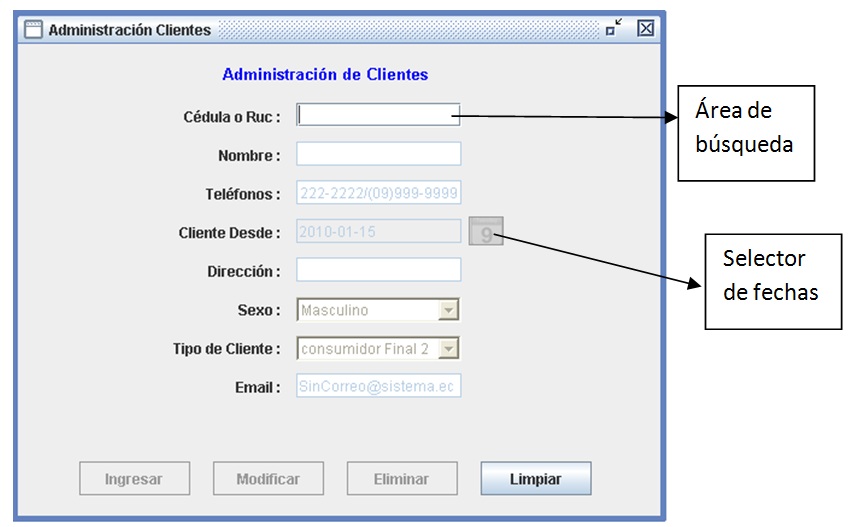 Administración Clientes
Administración de Clientes
Cédula o Ruc :
Área de
búsqueda
Nombre :
Teléfonos : 222-2222/(09)999-9999
Cliente Desde : 2010-01-15 9
Selector
de fechas
Dirección :
Sexo : Masculino
Tipo de Cliente : consumidor Final 2
Email : SinCorreo@sistema.ec
Ingresar Modificar Eliminar Limpiar